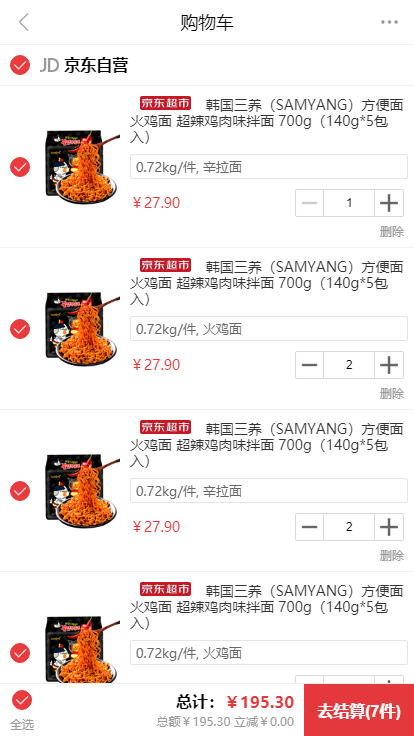 购物车
JD 京东自营
京东超市 韩国三养（SAMYANG）方便面
火鸡面 超辣鸡肉味拌面 700g（140g*5包
入）
0.72kg/件, 辛拉面
￥27.90
1
删除
京东超市 韩国三养（SAMYANG）方便面
火鸡面 超辣鸡肉味拌面 700g（140g*5包
入）
0.72kg/件, 火鸡面
￥27.90
2
删除
京东超市 韩国三养（SAMYANG）方便面
火鸡面 超辣鸡肉味拌面 700g（140g*5包
入）
0.72kg/件, 辛拉面
￥27.90
2
删除
京东超市 韩国三养（SAMYANG）方便面
火鸡面 超辣鸡肉味拌面 700g（140g*5包
入）
0.72kg/件, 火鸡面
全选
总计：￥195.30
总额￥195.30 立减￥0.00
去结算(7件)